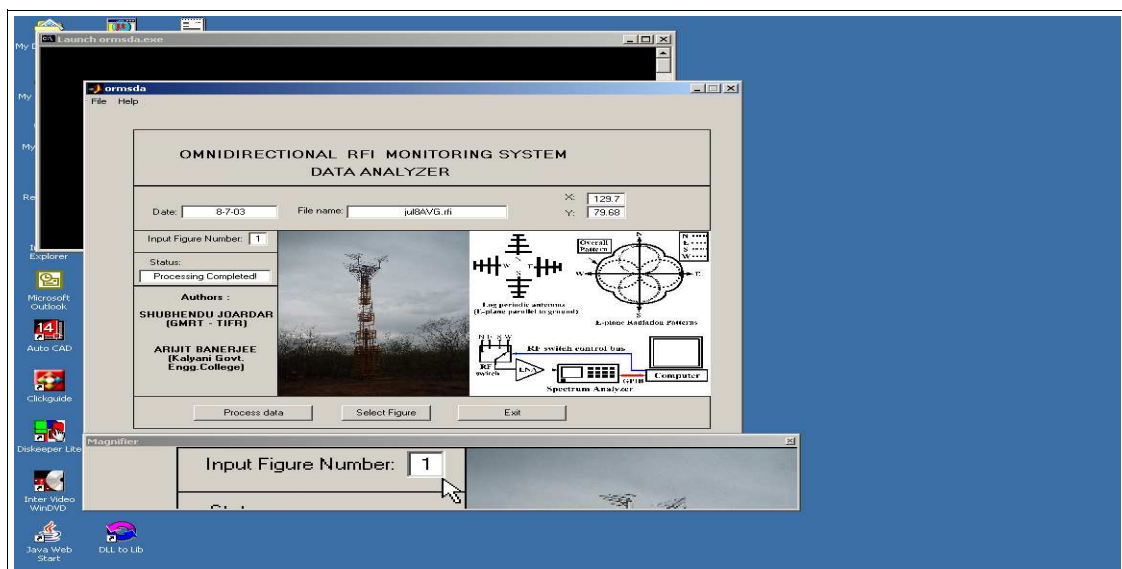 Launch ormsda.exe
My
ormsda
File Help
My
OMNIDIRECTIONAL RFI MONITORING SYSTEM
DATA ANALYZER
My
Re
Date: 8-7-03 File name: jul8AVG.rfi X: 129.7
Y: 79.68
Input Figure Number: 1
Status:
Processing Completed!
Authors :
SHUBHENDU JOARDAR
(GMRT - TIFR)
ARIJIT BANERJEE
(Kalyani Govt.
Engg.College)
N
W E
S
Log periodic antennas
(E-plane parallel to ground)
Overall
Pattern
N
E
S
W
N
W E
S
E-plane Radiation Patterns
N E S W
RF switch control bus
RF
switch
LNA
GPIB
Computer
Spectrum Analyzer
Process data Select Figure Exit
Explorer
Microsoft
Outlook
Auto CAD
Clickguide
Diskeeper Lite
Inter Video
WinDVD
Java Web
Start
DLL to Lib
Magnifier
Input Figure Number: 1